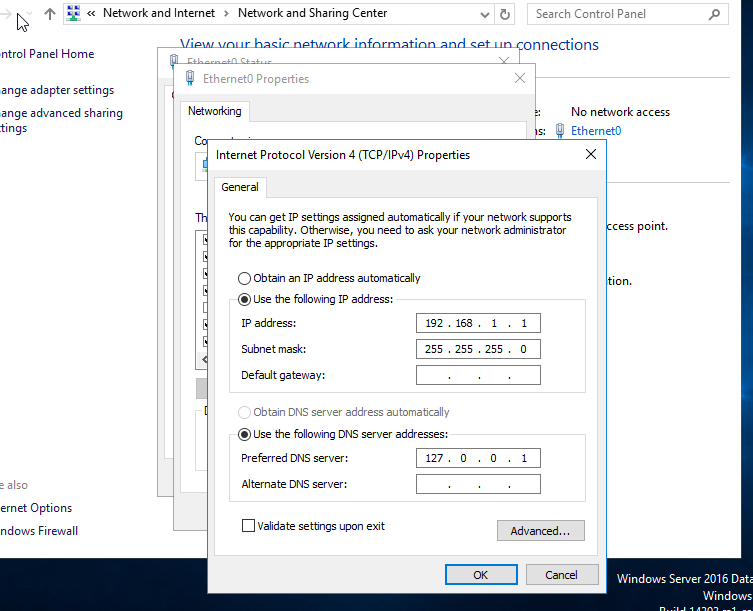 « Network and Internet > Network and Sharing Center
Search Control Panel
ontrol Panel Home
View your basic network information and set up connections
ange adapter settings
ange advanced sharing
ttings
Ethernet0 Status
Ethernet0 Properties
Networking
e: No network access
ns: Ethernet0
Internet Protocol Version 4 (TCP/IPv4) Properties
General
You can get IP settings assigned automatically if your network supports
this capability. Otherwise, you need to ask your network administrator
for the appropriate IP settings.
ccess point.
Obtain an IP address automatically
tion.
Use the following IP address:
IP address: 192 . 168 . 1 . 1
Subnet mask: 255 . 255 . 255 . 0
Default gateway: . . .
Obtain DNS server address automatically
Use the following DNS server addresses:
Preferred DNS server: 127 . 0 . 0 . 1
Alternate DNS server: . . .
e also
ernet Options
ndows Firewall
Validate settings upon exit
Advanced...
OK
Cancel
Windows Server 2016 Data
Windows